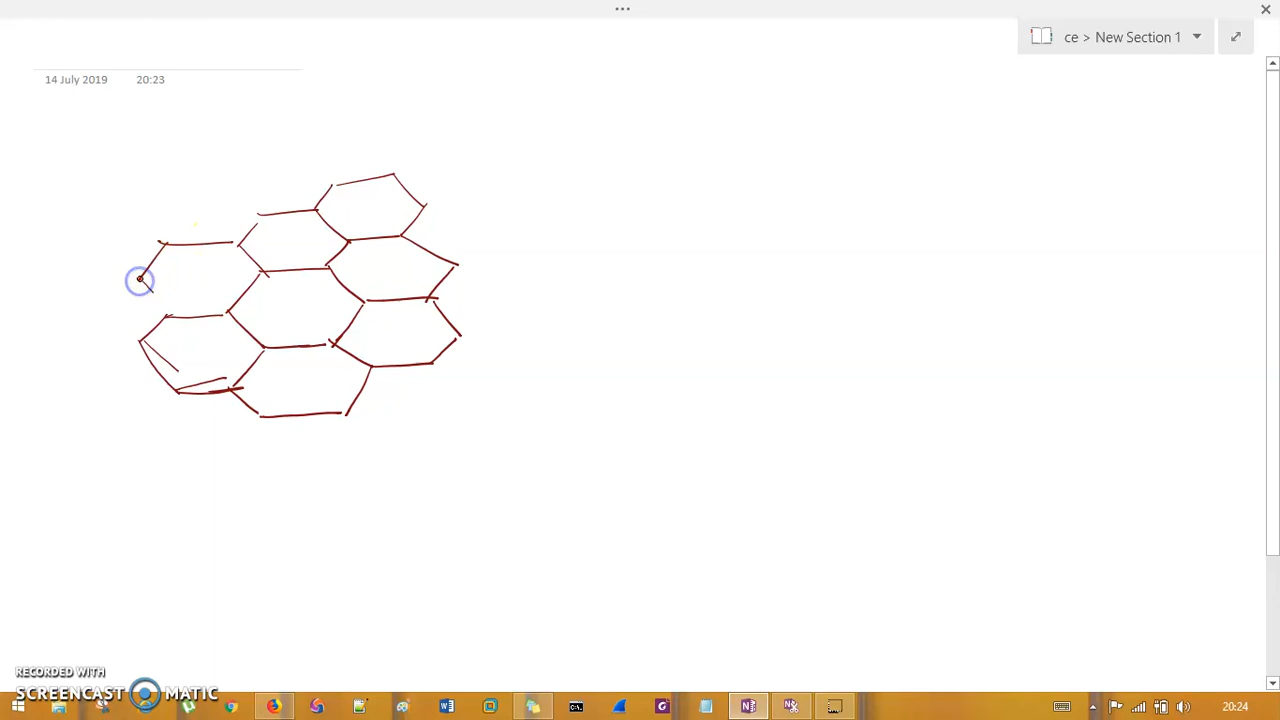 ...
ce > New Section 1
14 July 2019 20:23
RECORDED WITH
SCREENCAST MATIC
20:24